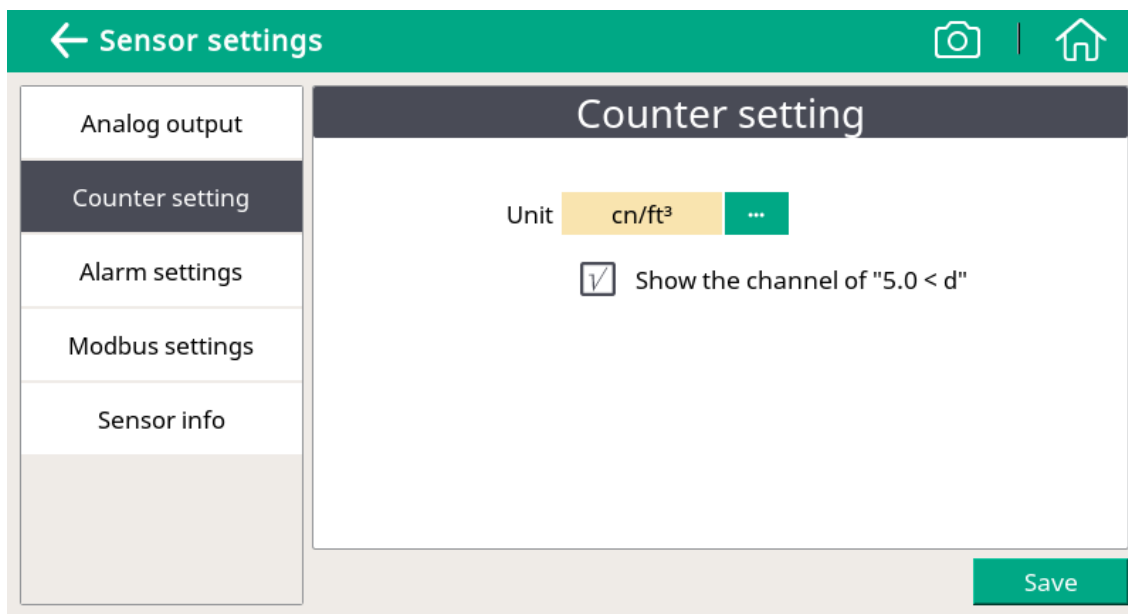 Sensor settings
Analog output
Counter setting
Alarm settings
Modbus settings
Sensor info
Counter setting
Unit cn/ft³ ...
√ Show the channel of "5.0 < d"
Save